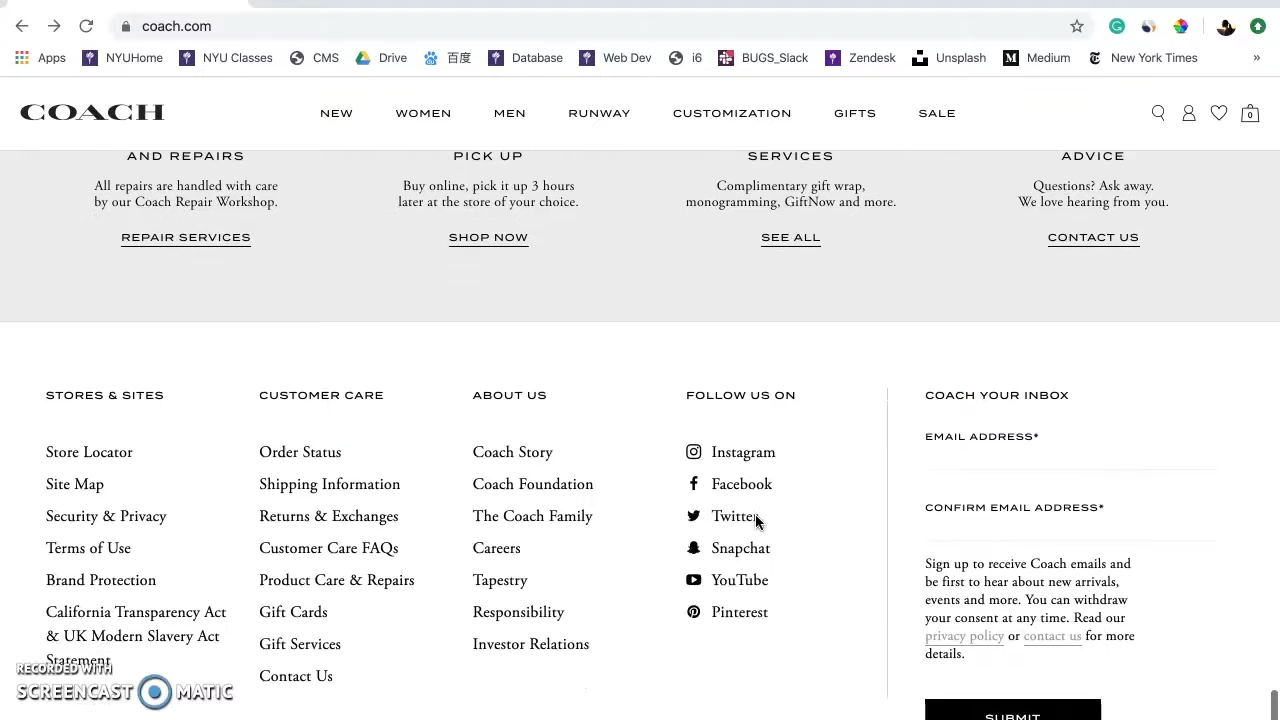 coach.com
Apps NYUHome NYU Classes CMS Drive 百度 Database Web Dev i6 BUGS_Slack Zendesk Unsplash Medium New York Times »
COACH NEW WOMEN MEN RUNWAY CUSTOMIZATION GIFTS SALE 0
AND REPAIRS
All repairs are handled with care
by our Coach Repair Workshop.
REPAIR SERVICES
PICK UP
Buy online, pick it up 3 hours
later at the store of your choice.
SHOP NOW
SERVICES
Complimentary gift wrap,
monogramming, GiftNow and more.
SEE ALL
ADVICE
Questions? Ask away.
We love hearing from you.
CONTACT US
STORES & SITES
Store Locator
Site Map
Security & Privacy
Terms of Use
Brand Protection
California Transparency Act
& UK Modern Slavery Act
Statement
CUSTOMER CARE
Order Status
Shipping Information
Returns & Exchanges
Customer Care FAQs
Product Care & Repairs
Gift Cards
Gift Services
Contact Us
ABOUT US
Coach Story
Coach Foundation
The Coach Family
Careers
Tapestry
Responsibility
Investor Relations
FOLLOW US ON
Instagram
Facebook
Twitter
Snapchat
YouTube
Pinterest
COACH YOUR INBOX
EMAIL ADDRESS*
CONFIRM EMAIL ADDRESS*
Sign up to receive Coach emails and
be first to hear about new arrivals,
events and more. You can withdraw
your consent at any time. Read our
privacy policy or contact us for more
details.
SUBMIT
RECORDED WITH
SCREENCAST MATIC